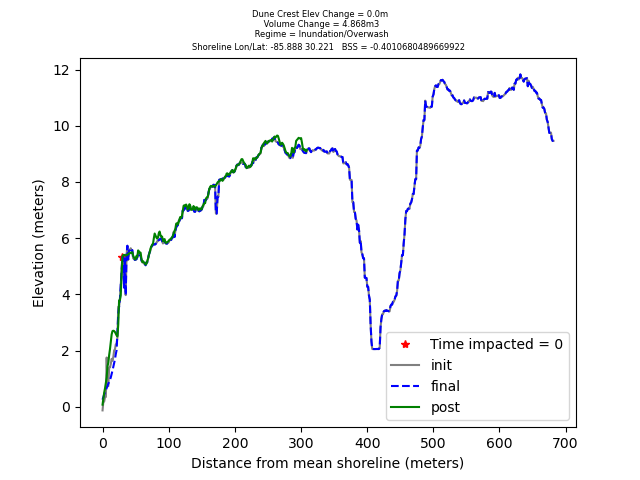 Dune Crest Elev Change = 0.0m
Volume Change = 4.868m3
Regime = Inundation/Overwash
Shoreline Lon/Lat: -85.888 30.221 BSS = -0.4010680489669922
12
10
8
6
4
2
0
Elevation (meters)
Time impacted = 0
init
final
post
0 100 200 300 400 500 600 700
Distance from mean shoreline (meters)